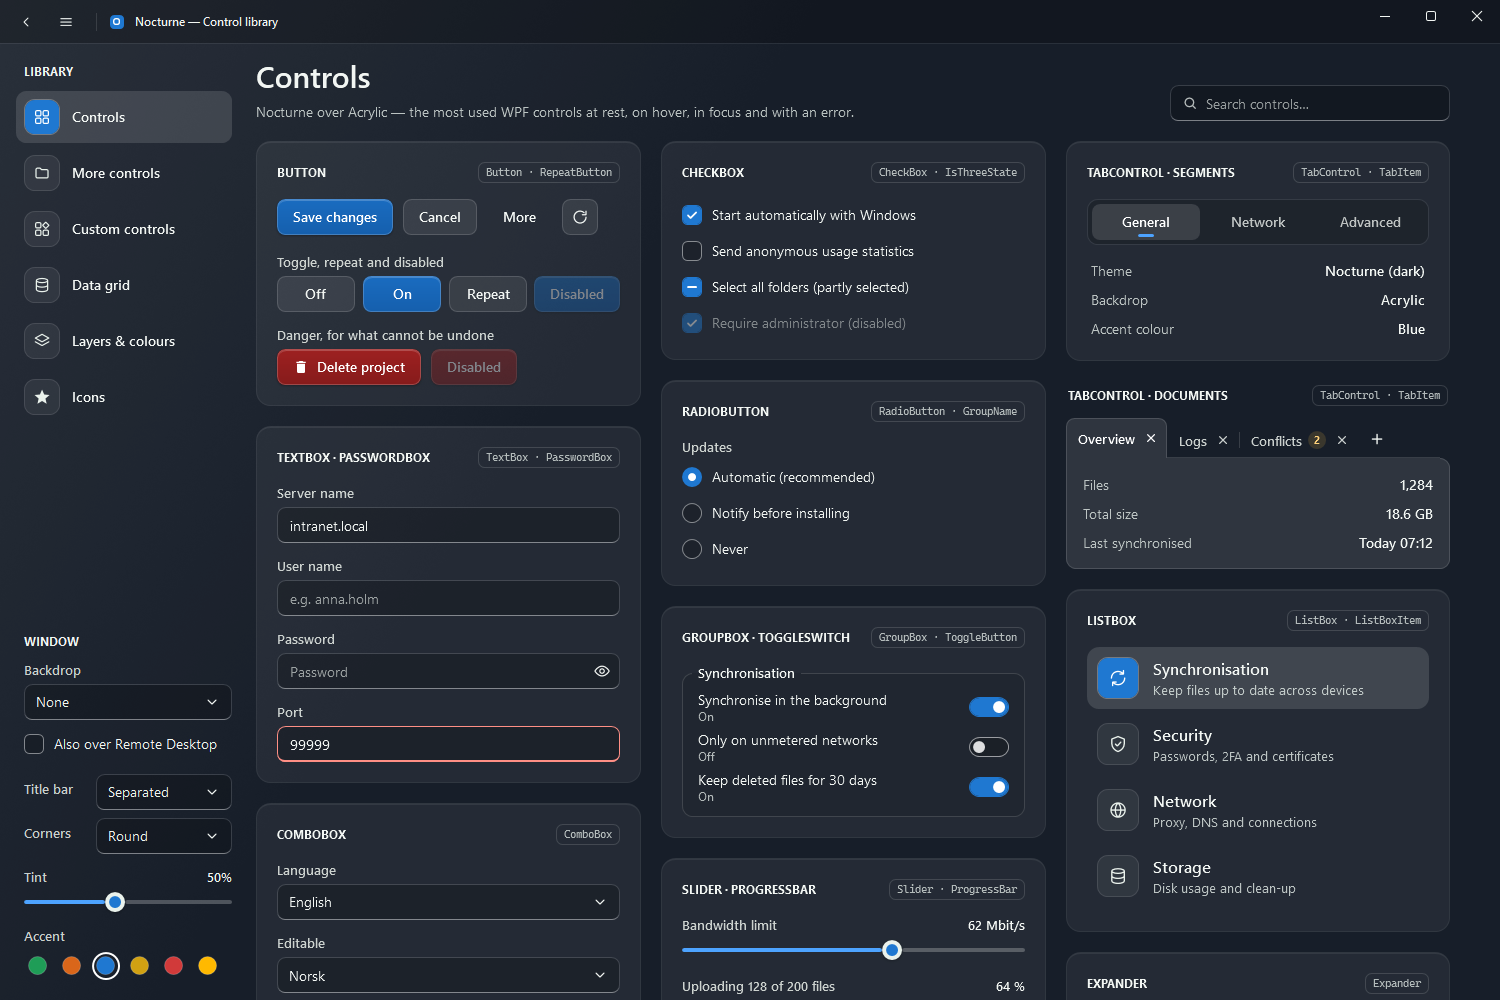 Nocturne — Control library
LIBRARY
Controls
More controls
Custom controls
Data grid
Layers & colours
Icons
WINDOW
Backdrop
None
Also over Remote Desktop
Title bar
Separated
Corners
Round
Tint
50%
Accent
Controls
Nocturne over Acrylic — the most used WPF controls at rest, on hover, in focus and with an error.
Search controls...
BUTTON
Button · RepeatButton
Save changes
Cancel
More
Toggle, repeat and disabled
Off
On
Repeat
Disabled
Danger, for what cannot be undone
Delete project
Disabled
TEXTBOX · PASSWORDBOX
TextBox · PasswordBox
Server name
intranet.local
User name
e.g. anna.holm
Password
Password
Port
99999
COMBOBOX
ComboBox
Language
English
Editable
Norsk
CHECKBOX
CheckBox · IsThreeState
Start automatically with Windows
Send anonymous usage statistics
Select all folders (partly selected)
Require administrator (disabled)
RADIOBUTTON
RadioButton · GroupName
Updates
Automatic (recommended)
Notify before installing
Never
GROUPBOX · TOGGLESWITCH
GroupBox · ToggleButton
Synchronisation
Synchronise in the background
On
Only on unmetered networks
Off
Keep deleted files for 30 days
On
SLIDER · PROGRESSBAR
Slider · ProgressBar
Bandwidth limit
62 Mbit/s
Uploading 128 of 200 files
64 %
TABCONTROL · SEGMENTS
TabControl · TabItem
General
Network
Advanced
Theme
Nocturne (dark)
Backdrop
Acrylic
Accent colour
Blue
TABCONTROL · DOCUMENTS
TabControl · TabItem
Overview
Logs
Conflicts 2
Files
1,284
Total size
18.6 GB
Last synchronised
Today 07:12
LISTBOX
ListBox · ListBoxItem
Synchronisation
Keep files up to date across devices
Security
Passwords, 2FA and certificates
Network
Proxy, DNS and connections
Storage
Disk usage and clean-up
EXPANDER
Expander